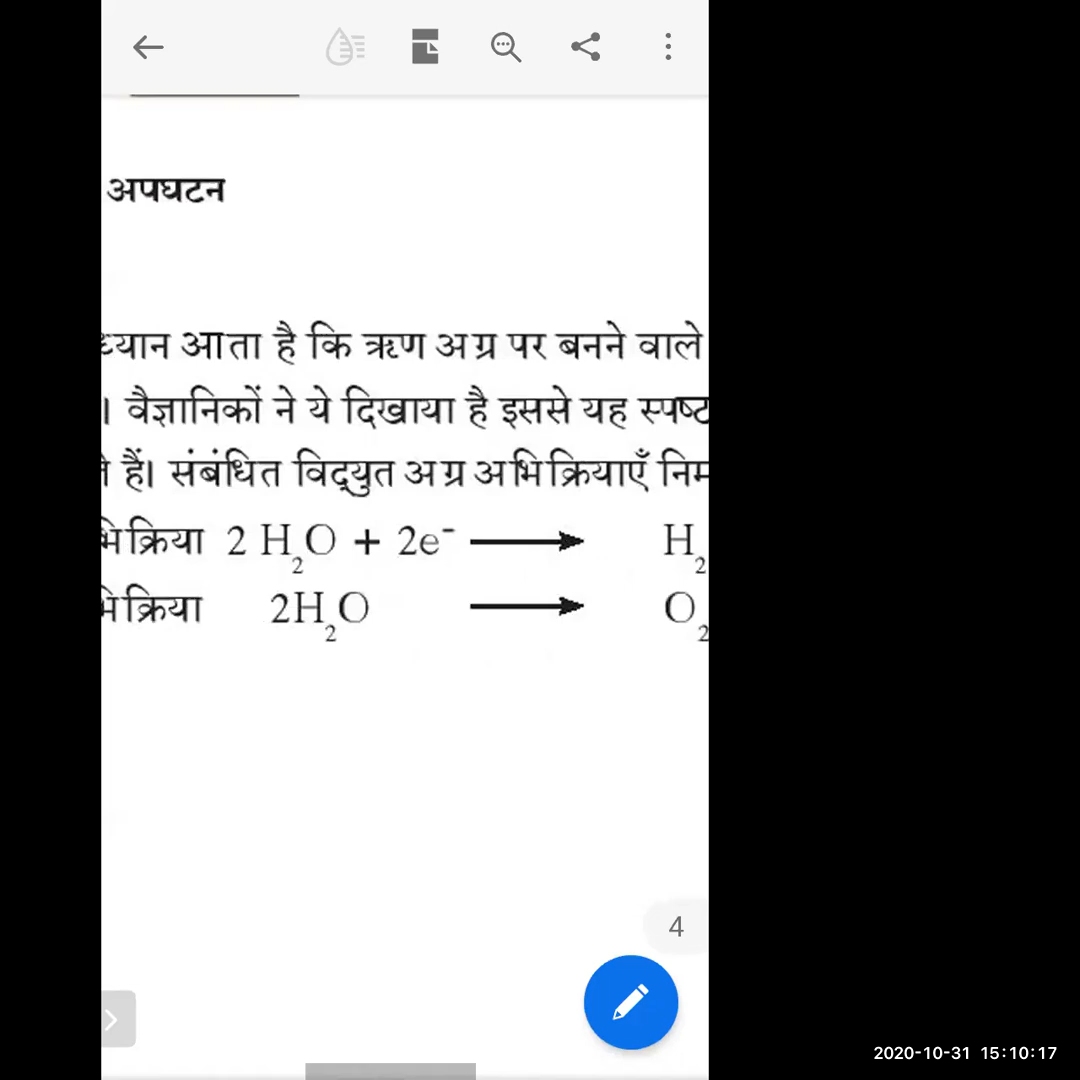 अपघटन
ध्यान आता है कि ऋण अग्र पर बनने वाले
। वैज्ञानिकों ने ये दिखाया है इससे यह स्पष्ट
हैं। संबंधित विद्युत अग्र अभिक्रियाएँ
भिक्रिया 2 H₂O + 2e⁻ ⟶ H₂
भिक्रिया 2H₂O ⟶ O₂
4
2020-10-31 15:10:17